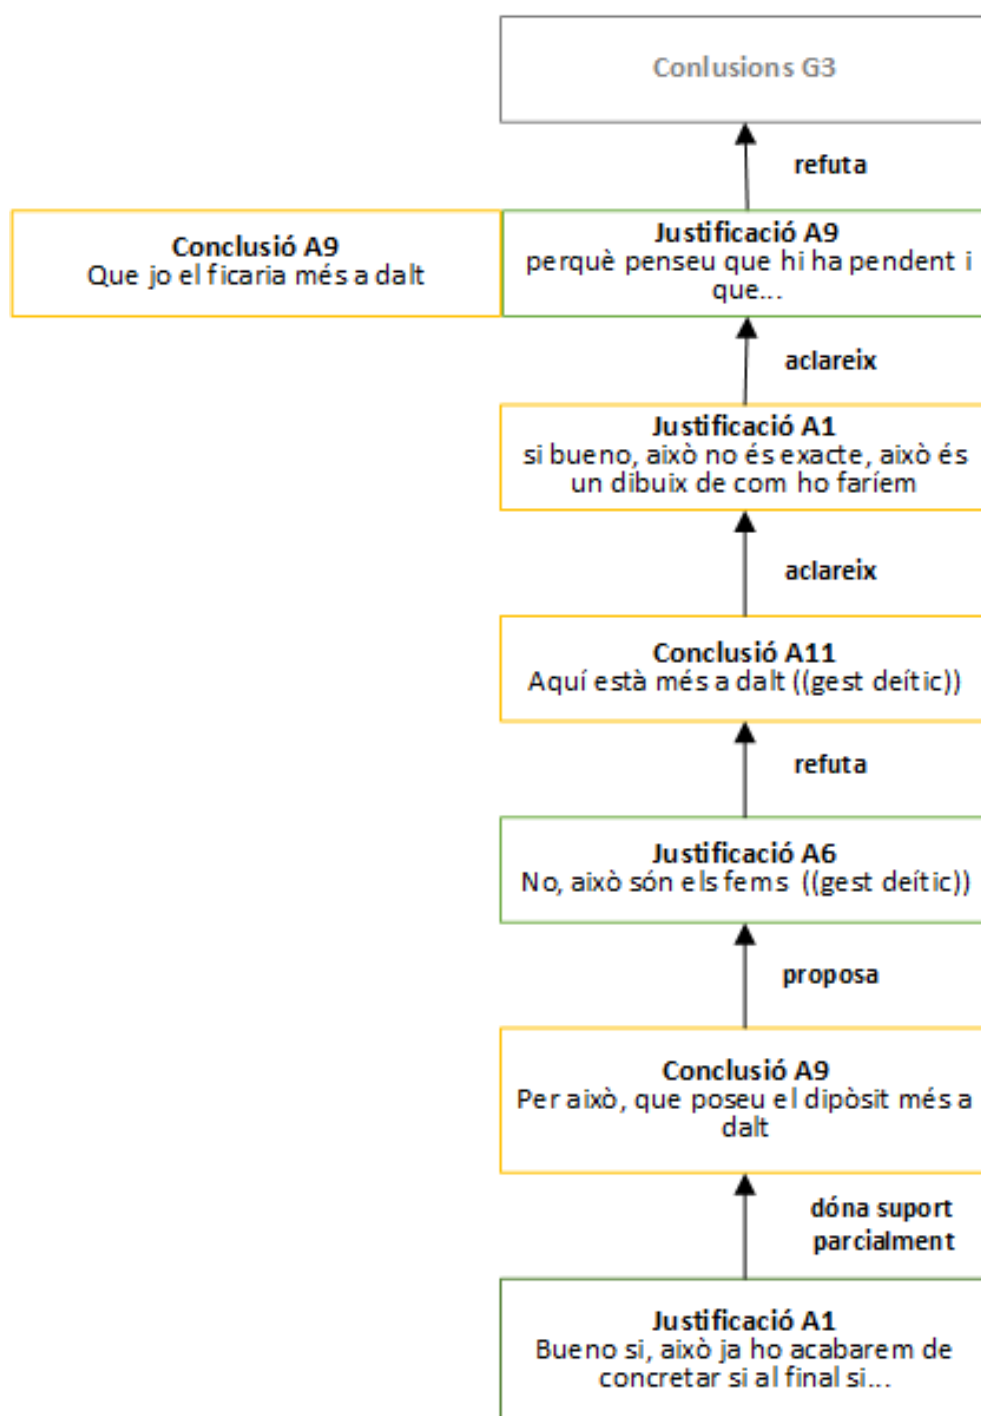 Conlusions G3
refuta
Conclusió A9
Que jo el ficaria més a dalt
Justificació A9
perquè penseu que hi ha pendent i
que...
aclareix
Justificació A1
si bueno, això no és exacte, això és
un dibuix de com ho faríem
aclareix
Conclusió A11
Aquí està més a dalt ((gest deític))
refuta
Justificació A6
No, això són els fems ((gest deític))
proposa
Conclusió A9
Per això, que poseu el dipòsit més a
dalt
dóna suport
parcialment
Justificació A1
Bueno si, això ja ho acabarem de
concretar si al final si...